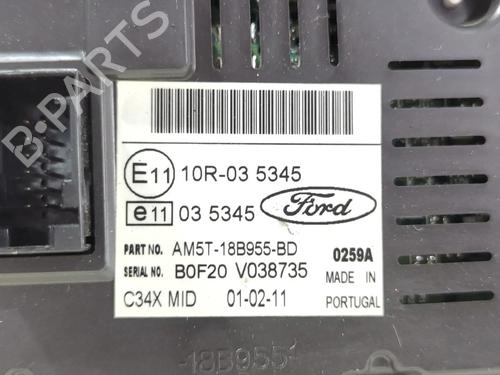 B-PARTS
E11 10R-03 5345
e11 03 5345 Ford
PART NO. AM5T-18B955-BD 0259A
SERIAL NO. B0F20 V038735 MADE IN
C34X MID 01-02-11 PORTUGAL
18B955